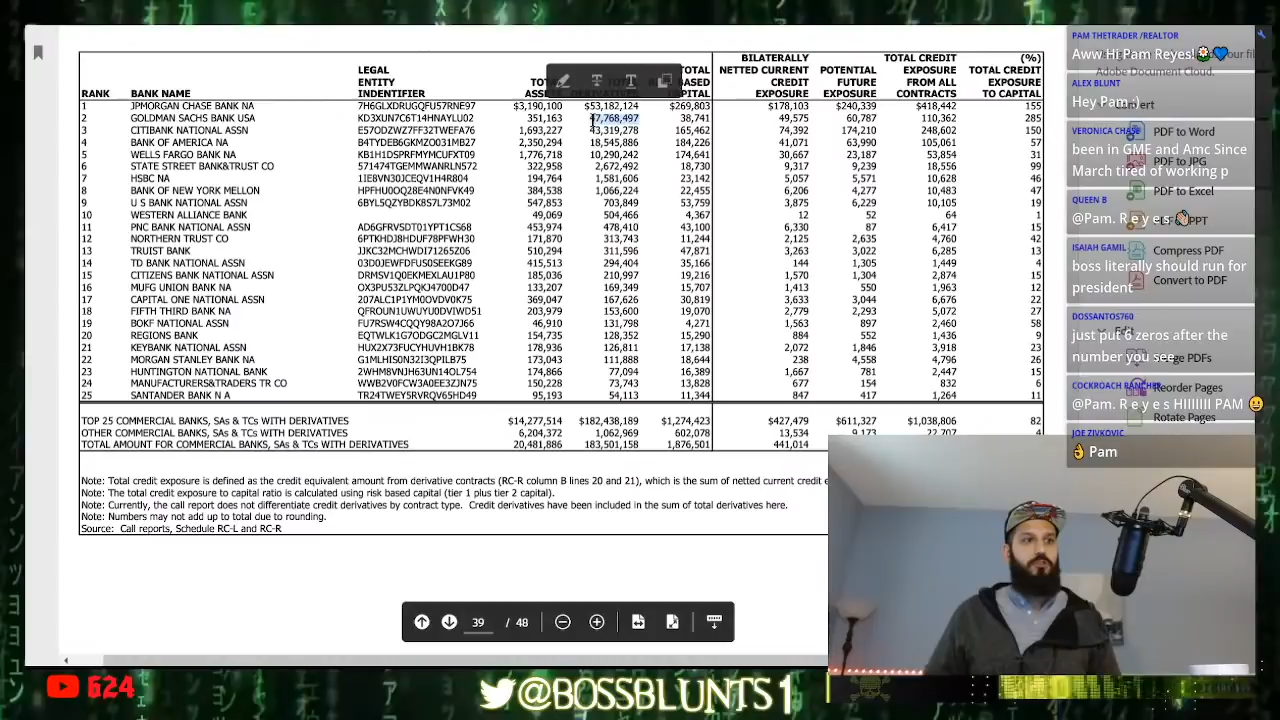 BILATERALLY TOTAL CREDIT (%)
LEGAL TOTAL NETTED CURRENT POTENTIAL EXPOSURE TOTAL CREDIT
ENTITY CREDIT FUTURE FROM ALL EXPOSURE
RANK BANK NAME IDENTIFIER CAPITAL EXPOSURE EXPOSURE CONTRACTS TO CAPITAL
1 JPMORGAN CHASE BANK NA 7H6GLXDRUGQFU57RNE97 $3,190,100 $53,182,124 $269,803 $178,103 $240,339 $418,442 155
2 GOLDMAN SACHS BANK USA KD3XUN7C6T14HNAYLU02 351,163 47,768,497 38,741 49,575 60,787 110,362 285
3 CITIBANK NATIONAL ASSN E57ODZWZ7FF32TWEFA76 1,693,227 43,319,278 165,462 74,392 174,210 248,602 150
4 BANK OF AMERICA NA B4TYDEB6GKMZO031MB27 2,350,294 18,545,886 184,226 41,071 63,990 105,061 57
5 WELLS FARGO BANK NA KB1H1DSPRFMYMCUFXT09 1,776,718 10,290,242 174,641 30,667 23,187 53,854 31
6 STATE STREET BANK&TRUST CO 571474TGEMMWANRLN572 322,958 2,672,492 18,730 9,317 9,239 18,556 99
7 HSBC NA 1IE8VN30JCEQV1H4R804 194,764 1,581,606 23,142 5,057 5,571 10,628 46
8 BANK OF NEW YORK MELLON HPFHU0OQ28E4N0NFVK49 384,538 1,066,224 22,455 6,206 4,277 10,483 47
9 U S BANK NATIONAL ASSN 6BYL5QZYBDK8S7L73M02 547,853 703,849 53,759 3,875 6,229 10,105 19
10 WESTERN ALLIANCE BANK 49,069 504,466 4,367 12 52 64 1
11 PNC BANK NATIONAL ASSN AD6GFRVSDT01YPT1CS68 453,974 478,410 43,100 6,330 87 6,417 15
12 NORTHERN TRUST CO 6PTKHDJ8HDUF78PFWH30 171,870 313,743 11,244 2,125 2,635 4,760 42
13 TRUIST BANK JJKC32MCHWDI71265Z06 510,294 311,596 47,871 3,263 3,022 6,285 13
14 TD BANK NATIONAL ASSN 03D0JEWFDFUS0SEEKG89 415,513 294,404 35,166 144 1,305 1,449 4
15 CITIZENS BANK NATIONAL ASSN DRMSV1Q0EKMEXLAU1P80 185,036 210,997 19,216 1,570 1,304 2,874 15
16 MUFG UNION BANK NA OX3PU53ZLPQKJ4700D47 133,207 169,349 15,707 1,413 550 1,963 12
17 CAPITAL ONE NATIONAL ASSN 207ALC1P1YM0OVDV0K75 369,047 167,626 30,819 3,633 3,044 6,676 22
18 FIFTH THIRD BANK NA QFROUN1UWUYU0DVIWD51 203,979 153,600 19,070 2,779 2,293 5,072 27
19 BOKF NATIONAL ASSN FU7RSW4CQQY98A2O7J66 46,910 131,798 4,271 1,563 897 2,460 58
20 REGIONS BANK EQTWLK1G7ODGC2MGLV11 154,735 128,352 15,290 884 552 1,436 9
21 KEYBANK NATIONAL ASSN HUX2X73FUCYHUVH1BK78 178,936 126,811 17,138 2,072 1,846 3,918 23
22 MORGAN STANLEY BANK NA G1MLHIS0N32I3QPILB75 173,043 111,888 18,644 238 4,558 4,796 26
23 HUNTINGTON NATIONAL BANK 2WHM8VNJH63UN14OL754 174,866 77,094 16,389 1,667 781 2,447 15
24 MANUFACTURERS&TRADERS TR CO WWB2V0FCW3A0EE3ZJN75 150,228 73,743 13,828 677 154 832 6
25 SANTANDER BANK N A TR24TWEY5RVRQV65HD49 95,193 54,113 11,344 847 417 1,264 11
TOP 25 COMMERCIAL BANKS, SAs & TCs WITH DERIVATIVES $14,277,514 $182,438,189 $1,274,423 $427,479 $611,327 $1,038,806 82
OTHER COMMERCIAL BANKS, SAs & TCs WITH DERIVATIVES 6,204,372 1,062,969 602,078 13,534 9,173 22,707 4
TOTAL AMOUNT FOR COMMERCIAL BANKS, SAs & TCs WITH DERIVATIVES 20,481,886 183,501,158 1,876,501 441,014
Note: Total credit exposure is defined as the credit equivalent amount from derivative contracts (RC-R column B lines 20 and 21), which is the sum of netted current credit e
Note: The total credit exposure to capital ratio is calculated using risk based capital (tier 1 plus tier 2 capital).
Note: Currently, the call report does not differentiate credit derivatives by contract type. Credit derivatives have been included in the sum of total derivatives here.
Note: Numbers may not add up to total due to rounding.
Source: Call reports, Schedule RC-L and RC-R
39 / 48
PAM THETRADER /REALTOR
Aww Hi Pam Reyes!
Adobe Document Cloud.
ALEX BLUNT
Hey Pam :)
PDF to Word
VERONICA CHASE
been in GME and Amc Since
March tired of working p
PDF to JPG
PDF to Excel
QUEEN B
@Pam. R e y e s
Compress PDF
ISAIAH GAMIL
boss literally should run for
president
Convert to PDF
DOSSANTOS760
just put 6 zeros after the
number you see
Reorder Pages
COCKROACH RANCHER
@Pam. R e y e s HIIIIIII PAM
Rotate Pages
JOE ZIVKOVIC
Pam
624
@BOSSBLUNTS1